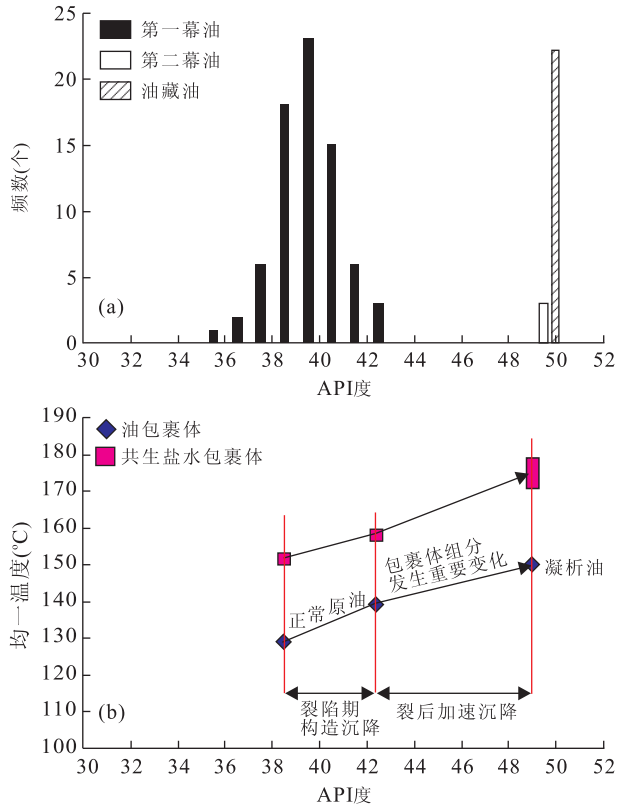 25
20
15
10
5
0
频数(个)
第一幕油
第二幕油
油藏油
(a)
30 32 34 36 38 40 42 44 46 48 50 52
API度
190
180
170
160
150
140
130
120
110
100
均一温度(℃)
油包裹体
共生盐水包裹体
正常原油
包裹体组分
发生重要变化
凝析油
裂陷期
构造沉降
裂后加速沉降
(b)
30 32 34 36 38 40 42 44 46 48 50 52
API度